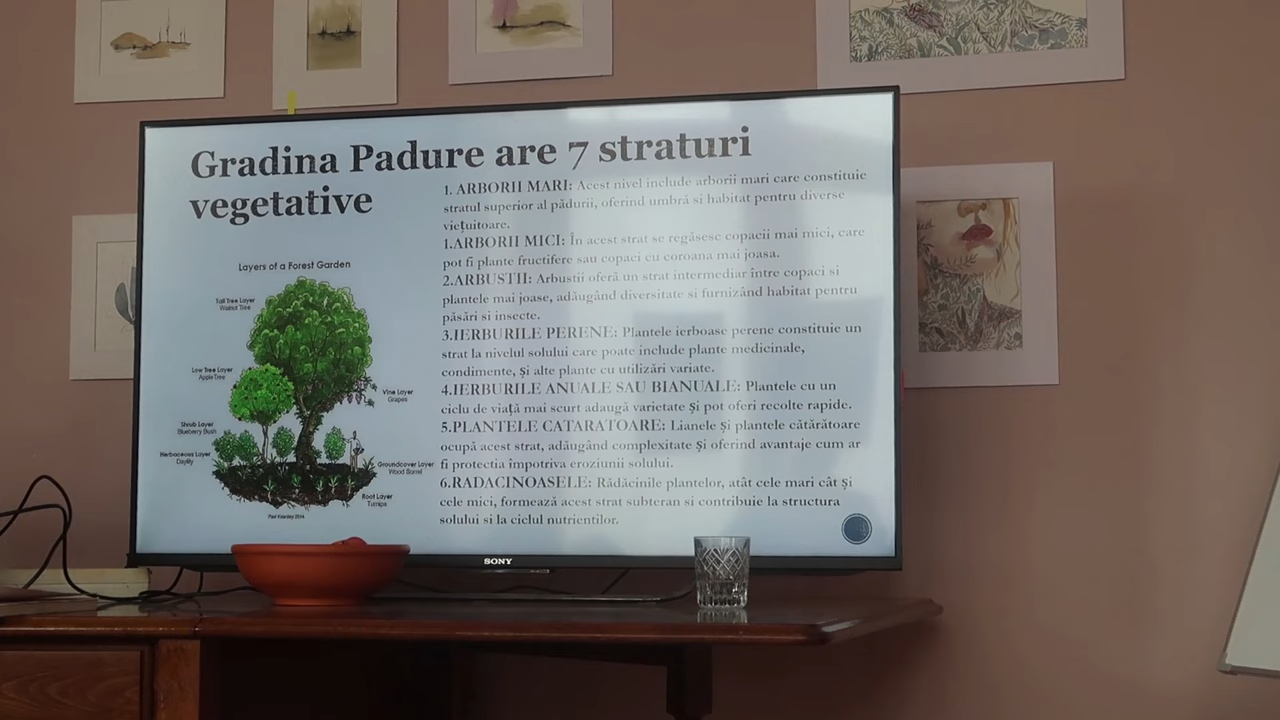 Gradina Padure are 7 straturi
vegetative
1. ARBORII MARI: Acest nivel include arborii mari care constituie
stratul superior al pădurii, oferind umbră si habitat pentru diverse
viețuitoare.
1.ARBORII MICI: În acest strat se regăsesc copacii mai mici, care
pot fi plante fructifere sau copaci cu coroana mai joasa.
2.ARBUSTII: Arbustii oferă un strat intermediar între copaci si
plantele mai joase, adăugând diversitate si furnizând habitat pentru
păsări si insecte.
3.IERBURILE PERENE: Plantele ierboase perene constituie un
strat la nivelul solului care poate include plante medicinale,
condimente, și alte plante cu utilizări variate.
4.IERBURILE ANUALE SAU BIANUALE: Plantele cu un
ciclu de viață mai scurt adaugă varietate și pot oferi recolte rapide.
5.PLANTELE CATARATOARE: Lianele și plantele cățărătoare
ocupă acest strat, adăugând complexitate și oferind avantaje cum ar
fi protectia împotriva eroziunii solului.
6.RADACINOASELE: Rădăcinile plantelor, atât cele mari cât și
cele mici, formează acest strat subteran si contribuie la structura
solului si la ciclul nutrientilor.
Layers of a Forest Garden
Tall Tree Layer
Walnut Tree
Low Tree Layer
Apple Tree
Vine Layer
Grapes
Shrub Layer
Blueberry Bush
Herbaceous Layer
Daylily
Groundcover Layer
Wood Sorrel
Root Layer
Turnips
SONY